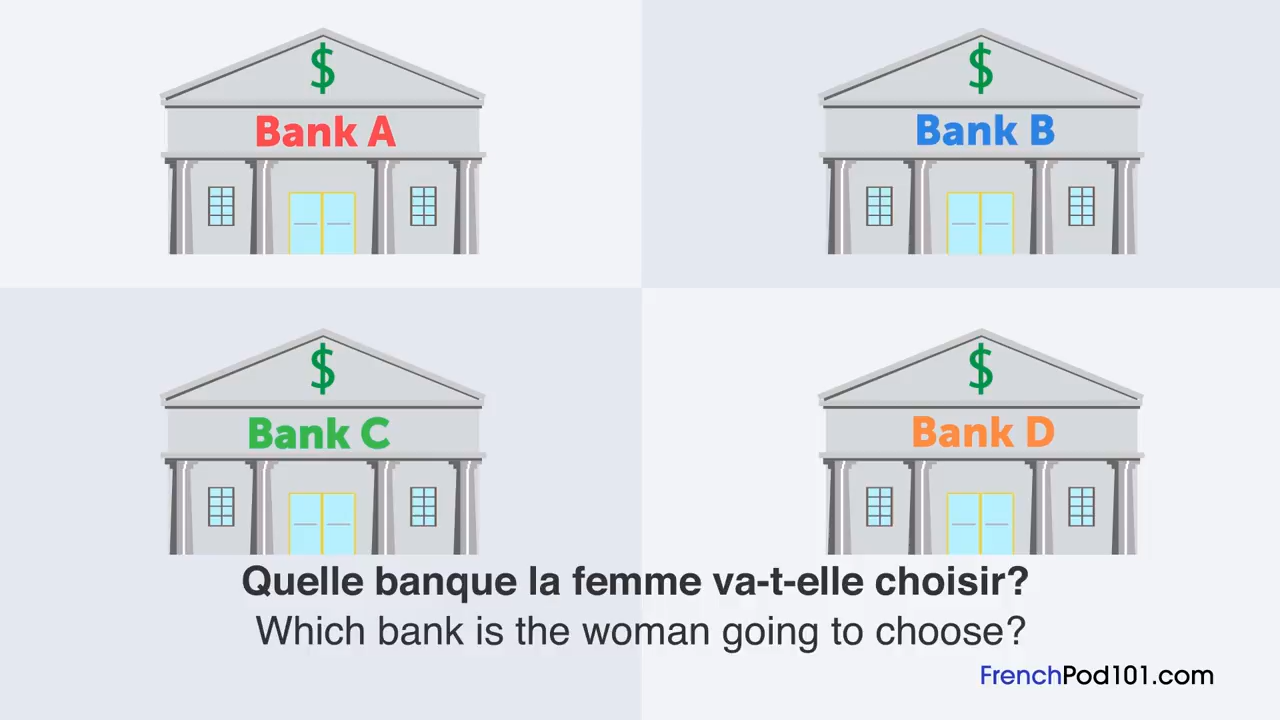 $
Bank A
$
Bank B
$
Bank C
$
Bank D
Quelle banque la femme va-t-elle choisir?
Which bank is the woman going to choose?
FrenchPod101.com